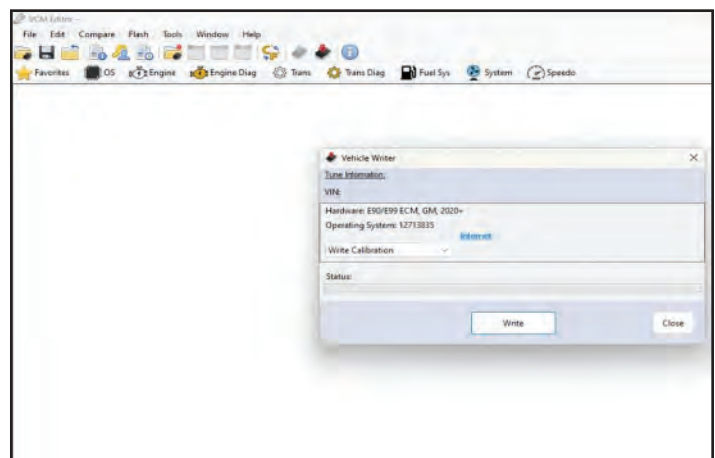 VCM Editor
File Edit Compare Flash Tools Window Help
Favorites OS Engine Engine Diag Trans Trans Diag Fuel Sys System Speedo
Vehicle Writer
Tune Information:
VIN:
Hardware: E90/E99 ECM, GM, 2020+
Operating System: 12713835
Internet
Write Calibration
Status:
Write Close